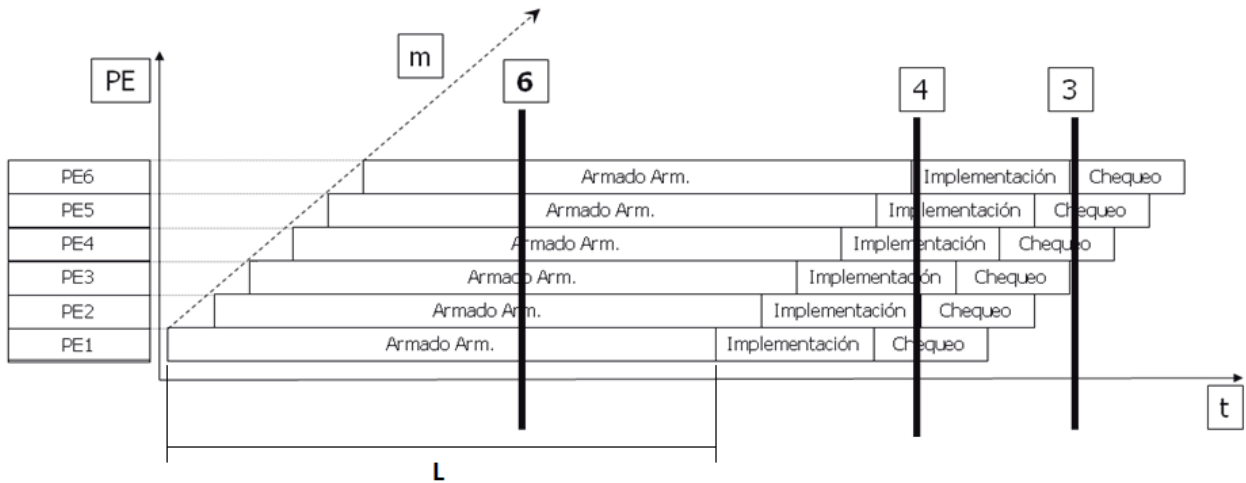 m
6
PE
4
3
PE6 Armado Arm. Implementación Chequeo
PE5 Armado Arm. Implementación Chequeo
PE4 Armado Arm. Implementación Chequeo
PE3 Armado Arm. Implementación Chequeo
PE2 Armado Arm. Implementación Chequeo
PE1 Armado Arm. Implementación Chequeo
t
L